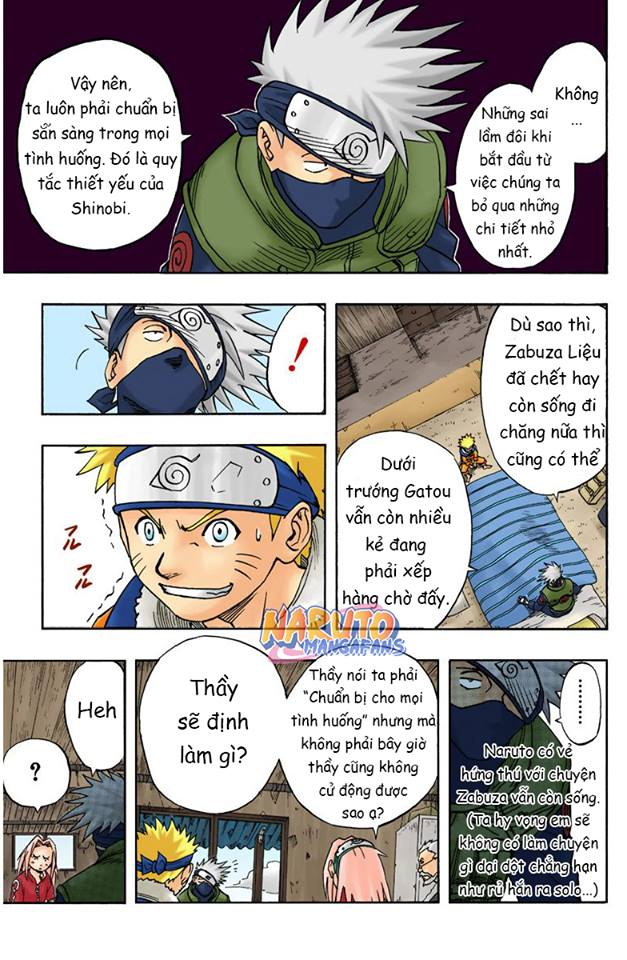 Không
...
Những sai
lầm đôi khi
bắt đầu từ
việc chúng ta
bỏ qua những
chi tiết nhỏ
nhất.
Vậy nên,
ta luôn phải chuẩn bị
sẵn sàng trong mọi
tình huống. Đó là quy
tắc thiết yếu của
Shinobi.
Dù sao thì,
Zabuza Liệu
đã chết hay
còn sống đi
chăng nữa thì
cũng có thể
Dưới
trướng Gatou
vẫn còn nhiều
kẻ đang
phải xếp
hàng chờ đấy.
!
ブル
ブル
NARUTO
MANGAFANS
.........
Naruto có vẻ
hứng thú với chuyện
Zabuza vẫn còn sống.
(Ta hy vọng em sẽ
không có làm chuyện
gì dại dột chẳng hạn
như rủ hắn ra solo...)
Thầy nói ta phải
“Chuẩn bị cho mọi
tình huống” nhưng mà
không phải bây giờ
thầy cũng không
cử động được
sao ạ?
Thầy
sẽ định
làm gì?
Heh
?